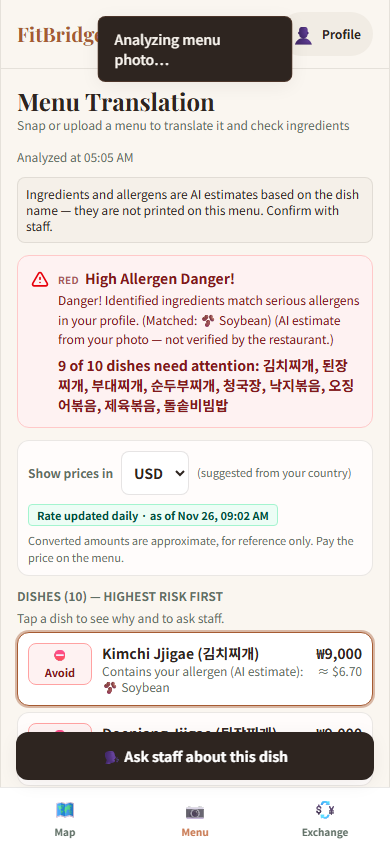 FitBridge
Analyzing menu
photo…
Profile
Menu Translation
Snap or upload a menu to translate it and check ingredients
Analyzed at 05:05 AM
Ingredients and allergens are AI estimates based on the dish
name — they are not printed on this menu. Confirm with
staff.
RED High Allergen Danger!
Danger! Identified ingredients match serious allergens
in your profile. (Matched: Soybean) (AI estimate
from your photo — not verified by the restaurant.)
9 of 10 dishes need attention: 김치찌개, 된장
찌개, 부대찌개, 순두부찌개, 청국장, 낙지볶음, 오징
어볶음, 제육볶음, 돌솥비빔밥
Show prices in USD (suggested from your country)
Rate updated daily · as of Nov 26, 09:02 AM
Converted amounts are approximate, for reference only. Pay the
price on the menu.
DISHES (10) — HIGHEST RISK FIRST
Tap a dish to see why and to ask staff.
Avoid
Kimchi Jjigae (김치찌개) ₩9,000
Contains your allergen (AI estimate): ≈ $6.70
Soybean
Ask staff about this dish
Map Menu Exchange